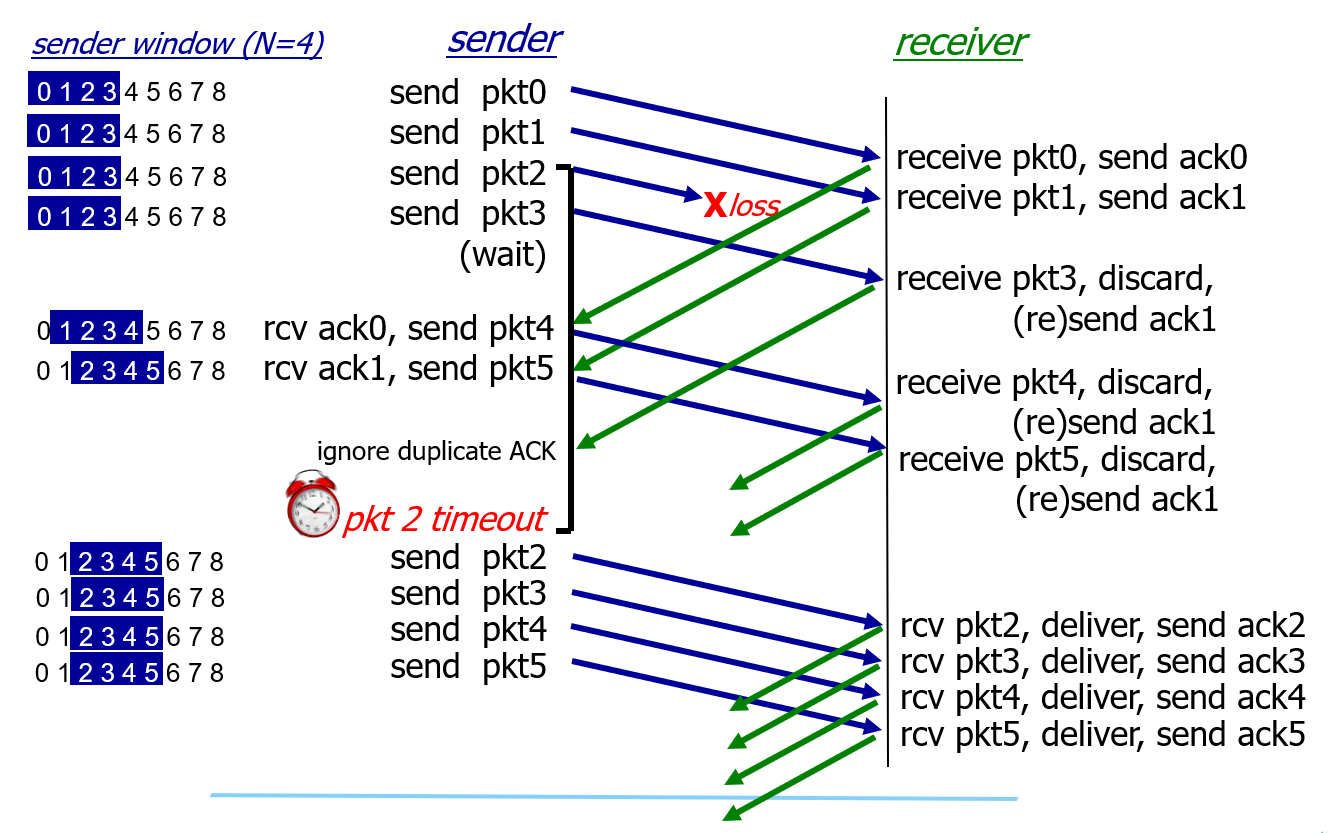 sender window (N=4) sender receiver
0 1 2 3 4 5 6 7 8 send pkt0
0 1 2 3 4 5 6 7 8 send pkt1
0 1 2 3 4 5 6 7 8 send pkt2
0 1 2 3 4 5 6 7 8 send pkt3
(wait)
X loss
receive pkt0, send ack0
receive pkt1, send ack1
receive pkt3, discard,
(re)send ack1
0 1 2 3 4 5 6 7 8 rcv ack0, send pkt4
0 1 2 3 4 5 6 7 8 rcv ack1, send pkt5
receive pkt4, discard,
(re)send ack1
ignore duplicate ACK
receive pkt5, discard,
(re)send ack1
pkt 2 timeout
0 1 2 3 4 5 6 7 8 send pkt2
0 1 2 3 4 5 6 7 8 send pkt3
0 1 2 3 4 5 6 7 8 send pkt4
0 1 2 3 4 5 6 7 8 send pkt5
rcv pkt2, deliver, send ack2
rcv pkt3, deliver, send ack3
rcv pkt4, deliver, send ack4
rcv pkt5, deliver, send ack5